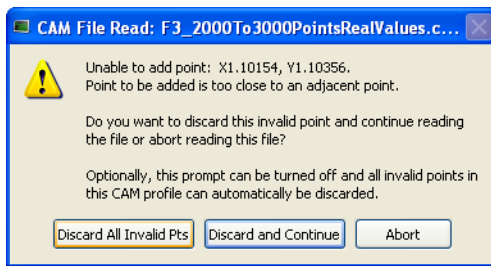 CAM File Read: F3_2000To3000PointsRealValues.c...
Unable to add point: X1.10154, Y1.10356.
Point to be added is too close to an adjacent point.
Do you want to discard this invalid point and continue reading
the file or abort reading this file?
Optionally, this prompt can be turned off and all invalid points in
this CAM profile can automatically be discarded.
Discard All Invalid Pts Discard and Continue Abort